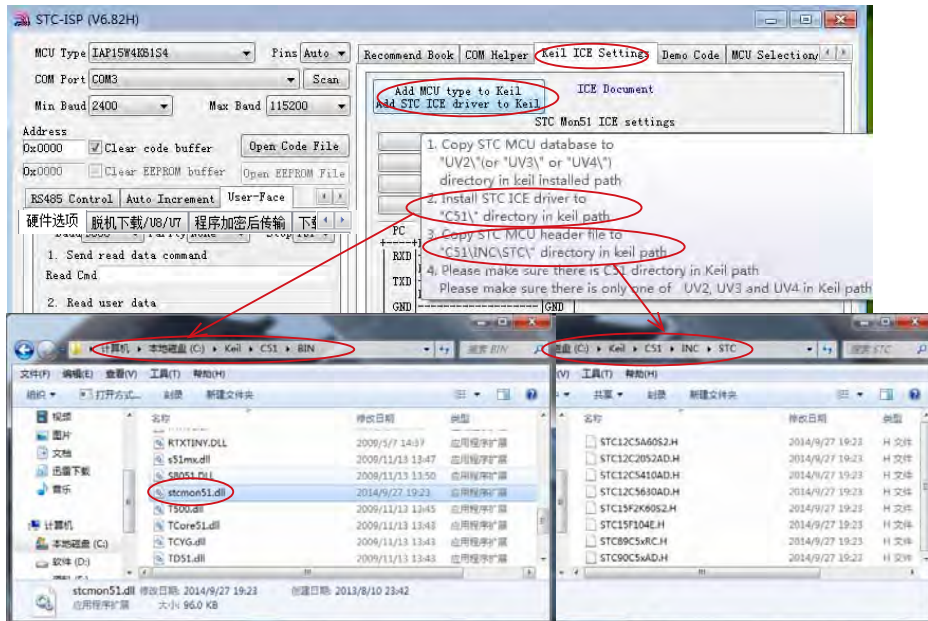 STC-ISP (V6.82H)
MCU Type IAP15W4K61S4 Pins Auto
COM Port COM3 Scan
Min Baud 2400 Max Baud 115200
Address
0x0000 Clear code buffer Open Code File
0x0000 Clear EEPROM buffer Open EEPROM File
RS485 Control Auto Increment User-Face
硬件选项 脱机下载/U8/U7 程序加密后传输
1. Send read data command
Read Cmd
2. Read user data
Recommend Book COM Helper Keil ICE Settings Demo Code MCU Selection/
Add MCU type to Keil
Add STC ICE driver to Keil
ICE Document
STC Mon51 ICE settings
1. Copy STC MCU database to
"UV2\"(or "UV3\" or "UV4\")
directory in keil installed path
2. Install STC ICE driver to
"C51\" directory in keil path
3. Copy STC MCU header file to
"C51\INC\STC\" directory in keil path
4. Please make sure there is C51 directory in Keil path
Please make sure there is only one of UV2, UV3 and UV4 in Keil path
PC
RXD
TXD
GND GND
计算机 本地磁盘 (C:) Keil C51 BIN 搜索 BIN
文件(F) 编辑(E) 查看(V) 工具(T) 帮助(H)
组织 打开方式... 刻录 新建文件夹
视频
图片
文档
迅雷下载
音乐
计算机
本地磁盘 (C:)
软件 (D:)
名称 修改日期 类型
RTXTINY.DLL 2009/5/7 14:37 应用程序扩展
s51mx.dll 2009/11/13 13:47 应用程序扩展
S8051.DLL 2009/11/13 13:50 应用程序扩展
stcmon51.dll 2014/9/27 19:23 应用程序扩展
T500.dll 2009/11/13 13:45 应用程序扩展
TCore51.dll 2009/11/13 13:43 应用程序扩展
TCYG.dll 2009/11/13 13:43 应用程序扩展
TD51.dll 2009/11/13 13:43 应用程序扩展
stcmon51.dll 修改日期: 2014/9/27 19:23 创建日期: 2013/8/10 23:42
应用程序扩展 大小: 96.0 KB
磁盘 (C:) Keil C51 INC STC 搜索 STC
(V) 工具(T) 帮助(H)
共享 刻录 新建文件夹
名称 修改日期 类型
STC12C5A60S2.H 2014/9/27 19:23 H 文件
STC12C2052AD.H 2014/9/27 19:23 H 文件
STC12C5410AD.H 2014/9/27 19:23 H 文件
STC12C5630AD.H 2014/9/27 19:23 H 文件
STC15F2K60S2.H 2014/9/27 19:23 H 文件
STC15F104E.H 2014/9/27 19:23 H 文件
STC89C5xRC.H 2014/9/27 19:23 H 文件
STC90C5xAD.H 2014/9/27 19:23 H 文件